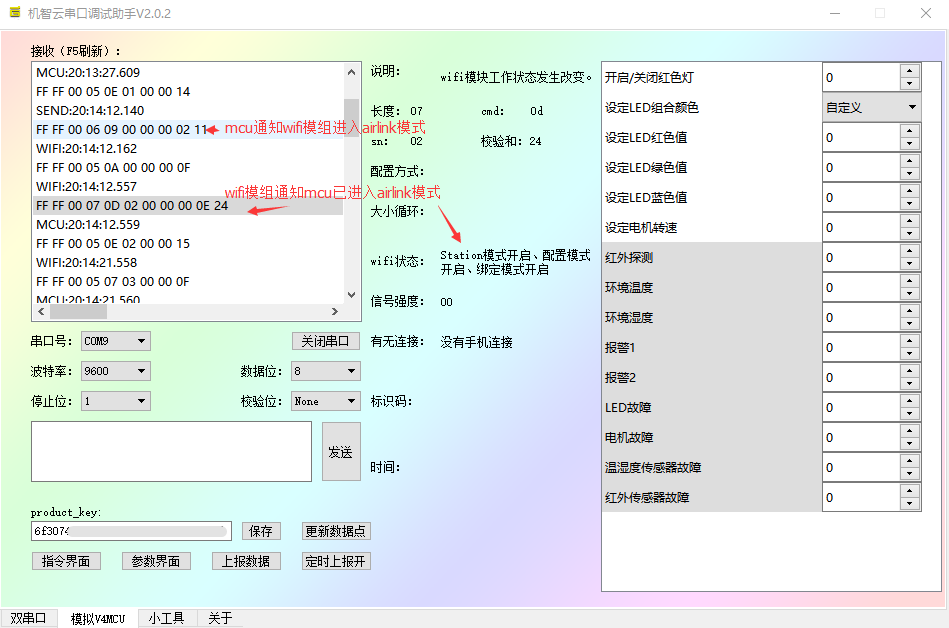 机智云串口调试助手V2.0.2
接收（F5刷新）：
MCU:20:13:27.609
FF FF 00 05 0E 01 00 00 14
SEND:20:14:12.140
FF FF 00 06 09 00 00 00 02 11
mcu通知wifi模组进入airlink模式
WIFI:20:14:12.162
FF FF 00 05 0A 00 00 00 0F
WIFI:20:14:12.557
wifi模组通知mcu已进入airlink模式
FF FF 00 07 0D 02 00 00 00 0E 24
MCU:20:14:12.559
FF FF 00 05 0E 02 00 00 15
WIFI:20:14:21.558
FF FF 00 05 07 03 00 00 0F
MCU:20:14:21.560
串口号： COM9 关闭串口
波特率： 9600 数据位： 8
停止位： 1 校验位： None
发送
product_key:
6f3074 保存 更新数据点
指令界面 参数界面 上报数据 定时上报开
说明： wifi模块工作状态发生改变。
长度： 07 cmd: 0d
sn: 02 校验和： 24
配置方式：
大小循环：
wifi状态： Station模式开启、配置模式
开启、绑定模式开启
信号强度： 00
有无连接： 没有手机连接
标识码：
时间：
开启/关闭红色灯 0
设定LED组合颜色 自定义
设定LED红色值 0
设定LED绿色值 0
设定LED蓝色值 0
设定电机转速 0
红外探测 0
环境温度 0
环境湿度 0
报警1 0
报警2 0
LED故障 0
电机故障 0
温湿度传感器故障 0
红外传感器故障 0
双串口 模拟V4MCU 小工具 关于